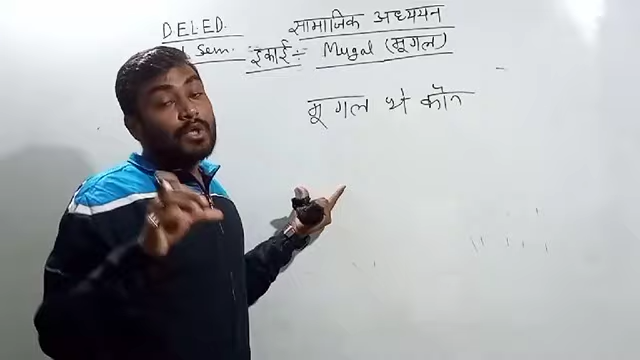 DELED. सामाजिक अध्ययन
Sem. इकाई ÷ Mugal (मूगल)
मूगल थे कौन